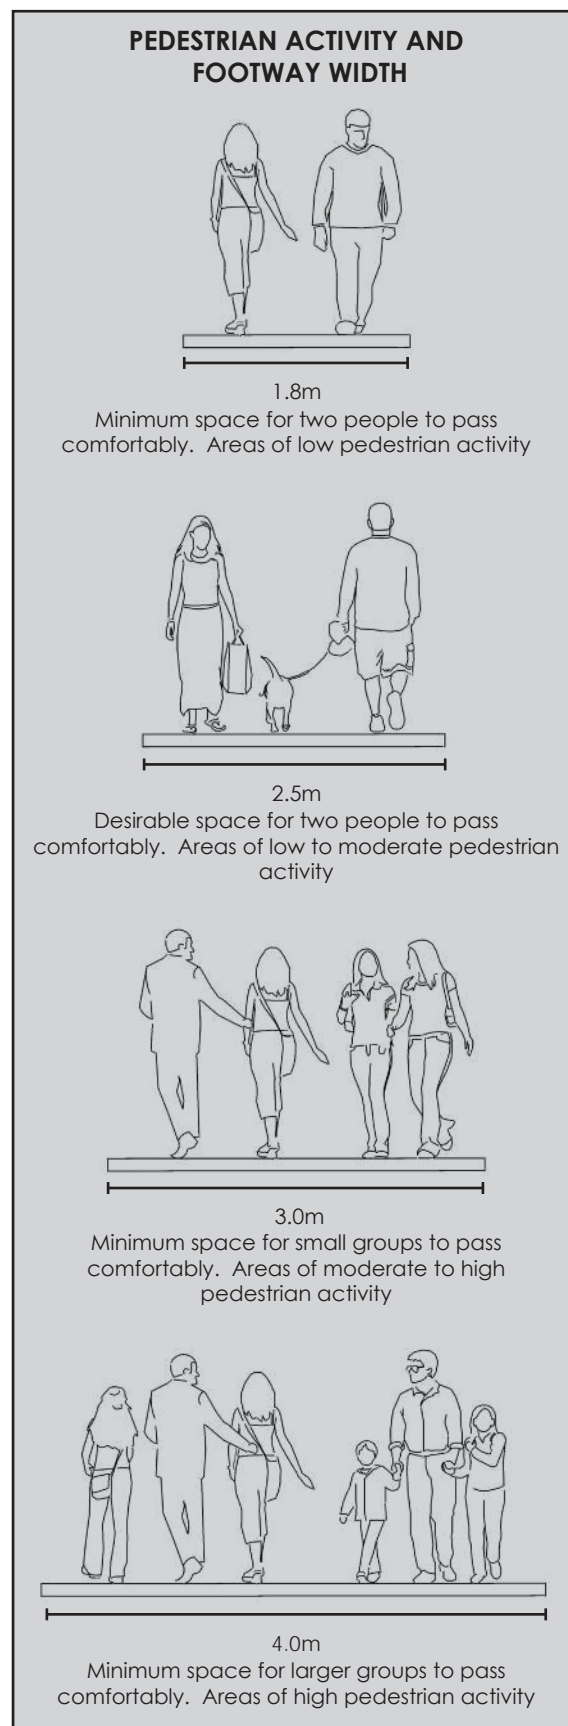 PEDESTRIAN ACTIVITY AND
FOOTWAY WIDTH
1.8m
Minimum space for two people to pass
comfortably.  Areas of low pedestrian activity
2.5m
Desirable space for two people to pass
comfortably.  Areas of low to moderate pedestrian
activity
3.0m
Minimum space for small groups to pass
comfortably.  Areas of moderate to high
pedestrian activity
4.0m
Minimum space for larger groups to pass
comfortably.  Areas of high pedestrian activity